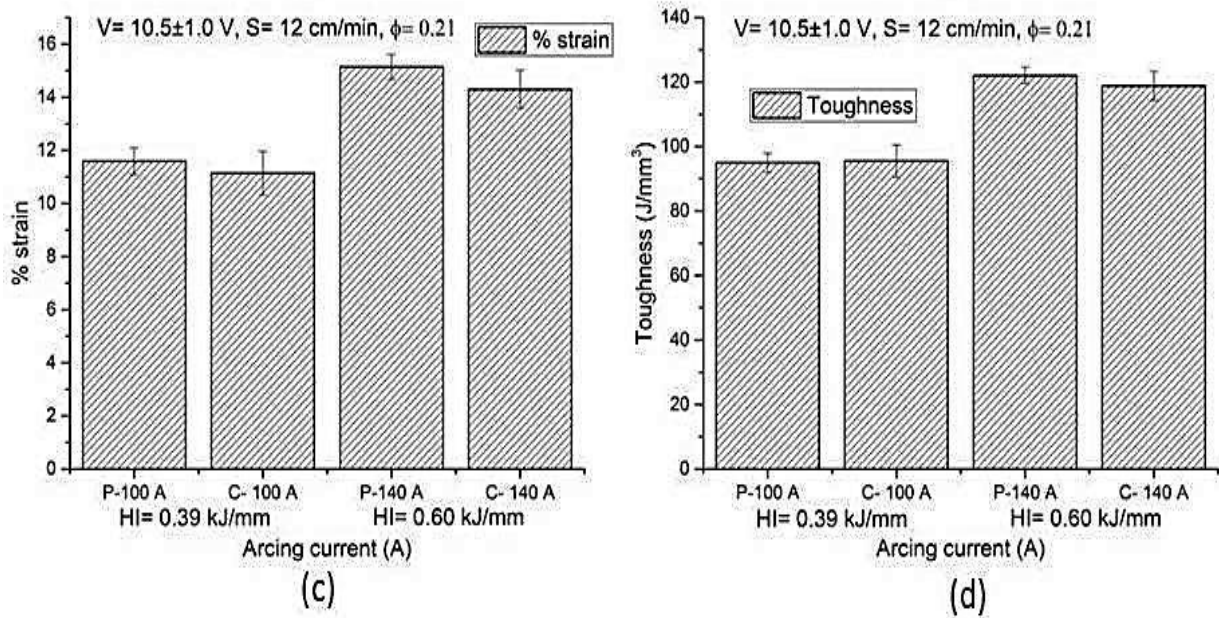 V= 10.5±1.0 V, S= 12 cm/min, ϕ= 0.21
% strain
16
14
12
10
8
6
4
2
0
% strain
P-100 A
C- 100 A
P-140 A
C- 140 A
HI= 0.39 kJ/mm
HI= 0.60 kJ/mm
Arcing current (A)
(c)
V= 10.5±1.0 V, S= 12 cm/min, ϕ= 0.21
Toughness
140
120
100
80
60
40
20
0
Toughness (J/mm³)
P-100 A
C- 100 A
P-140 A
C- 140 A
HI= 0.39 kJ/mm
HI= 0.60 kJ/mm
Arcing current (A)
(d)